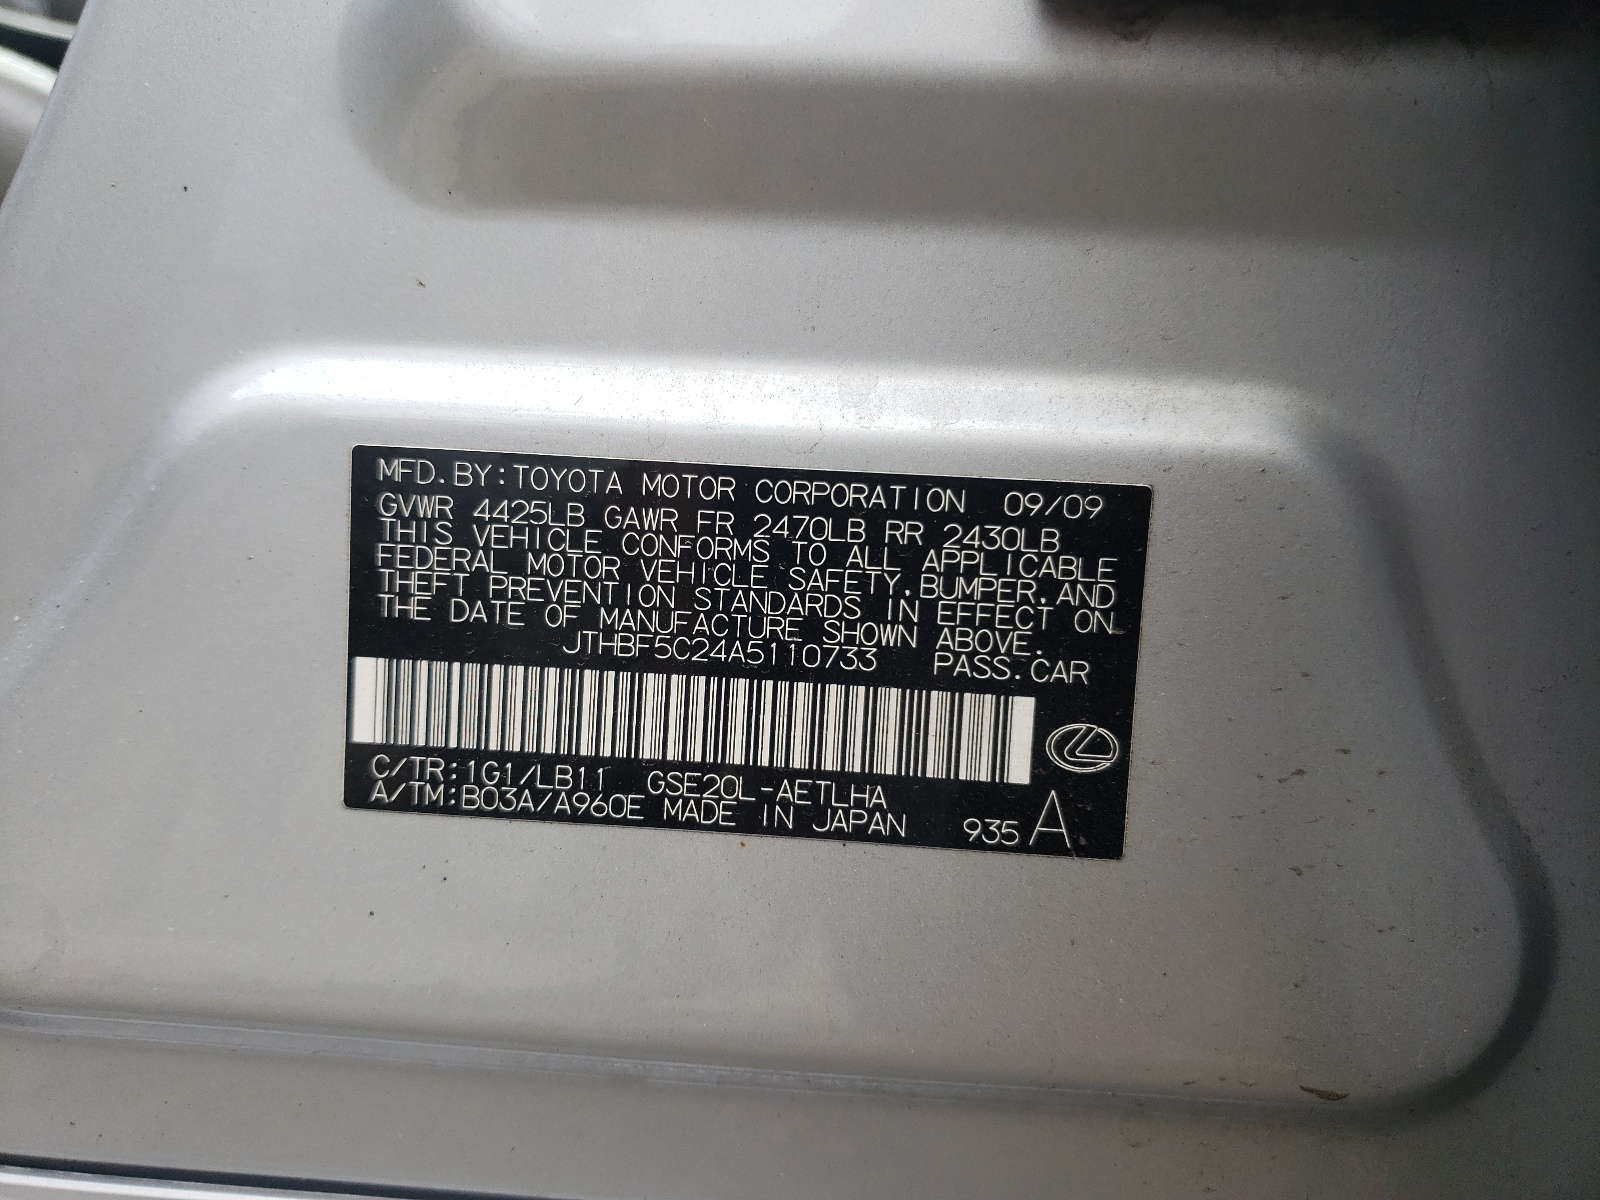 MFD.BY:TOYOTA MOTOR CORPORATION 09/09
GVWR 4425LB GAWR FR 2470LB RR 2430LB
THIS VEHICLE CONFORMS TO ALL APPLICABLE
FEDERAL MOTOR VEHICLE SAFETY,BUMPER,AND
THEFT PREVENTION STANDARDS IN EFFECT ON
THE DATE OF MANUFACTURE SHOWN ABOVE.
JTHBF5C24A5110733 PASS.CAR
C/TR:1G1/LB11 GSE20L-AETLHA
A/TM:B03A/A960E MADE IN JAPAN 935 A